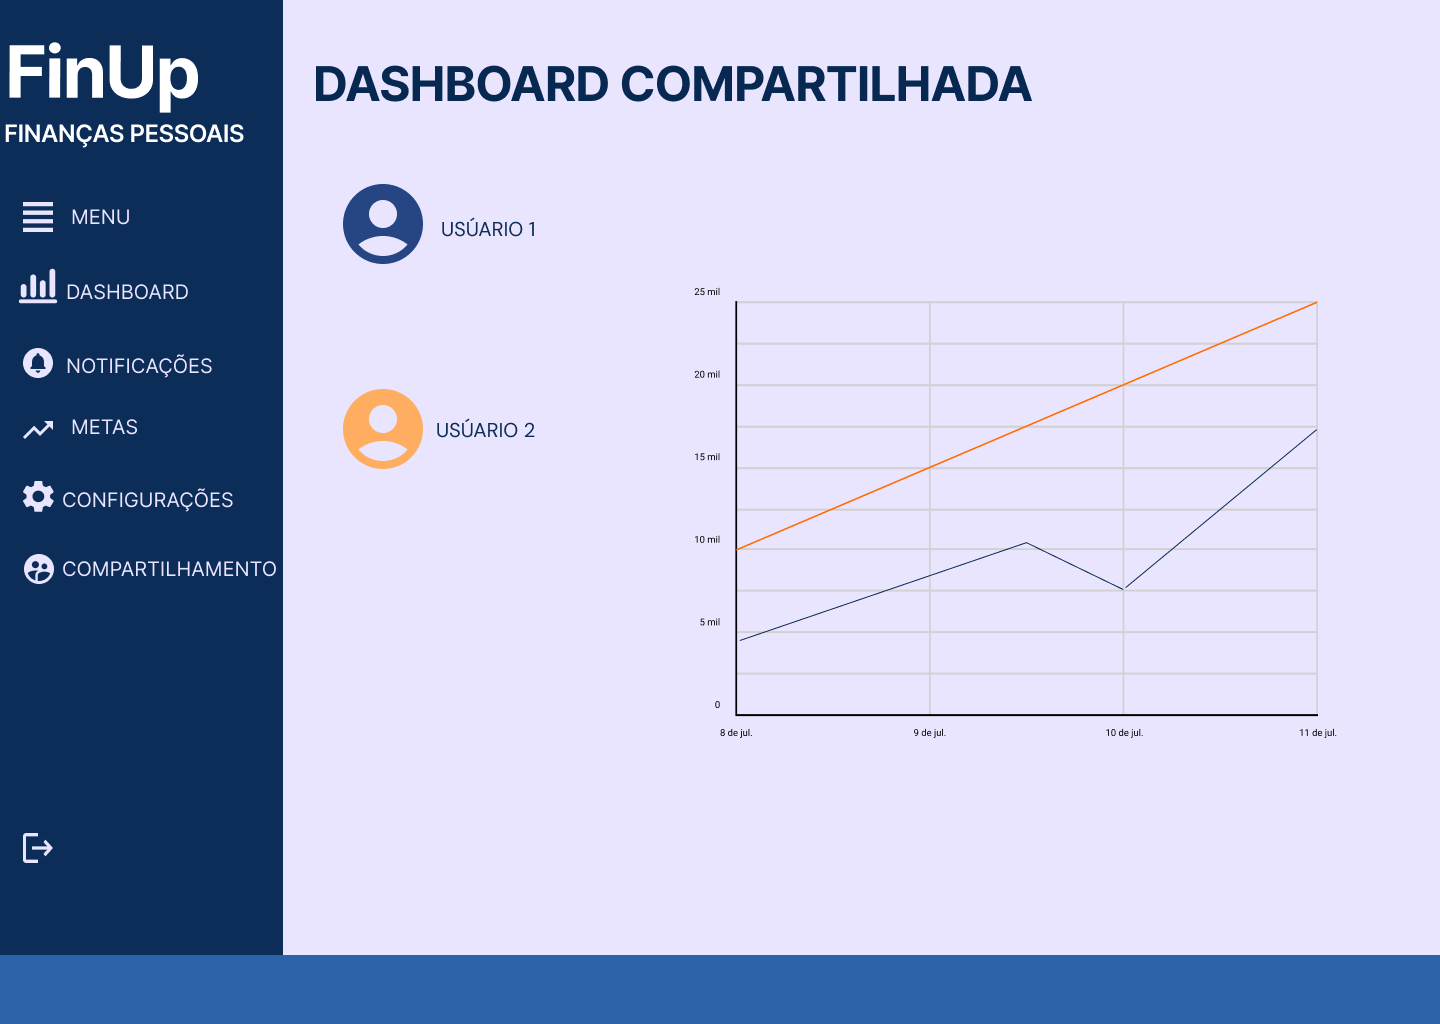 FinUp
FINANÇAS PESSOAIS
MENU
DASHBOARD
NOTIFICAÇÕES
METAS
CONFIGURAÇÕES
COMPARTILHAMENTO
DASHBOARD COMPARTILHADA
USÚARIO 1
USÚARIO 2
25 mil
20 mil
15 mil
10 mil
5 mil
0
8 de jul.
9 de jul.
10 de jul.
11 de jul.